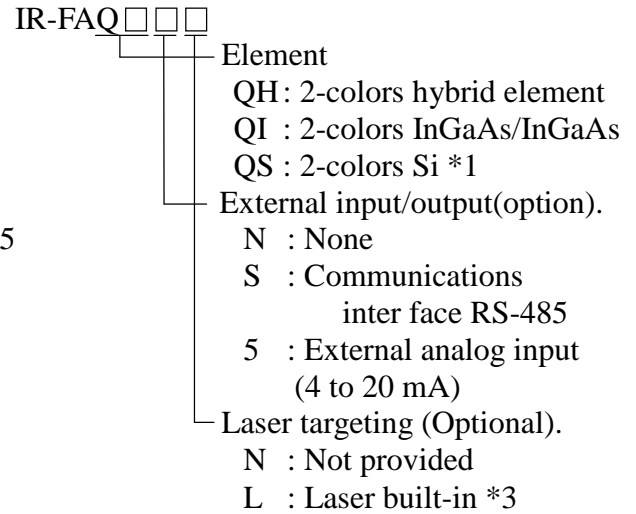 IR-FAQ□□□
Element
QH : 2-colors hybrid element
QI : 2-colors InGaAs/InGaAs
QS : 2-colors Si *1
External input/output(option).
5
N : None
S : Communications
inter face RS-485
5 : External analog input
(4 to 20 mA)
Laser targeting (Optional).
N : Not provided
L : Laser built-in *3